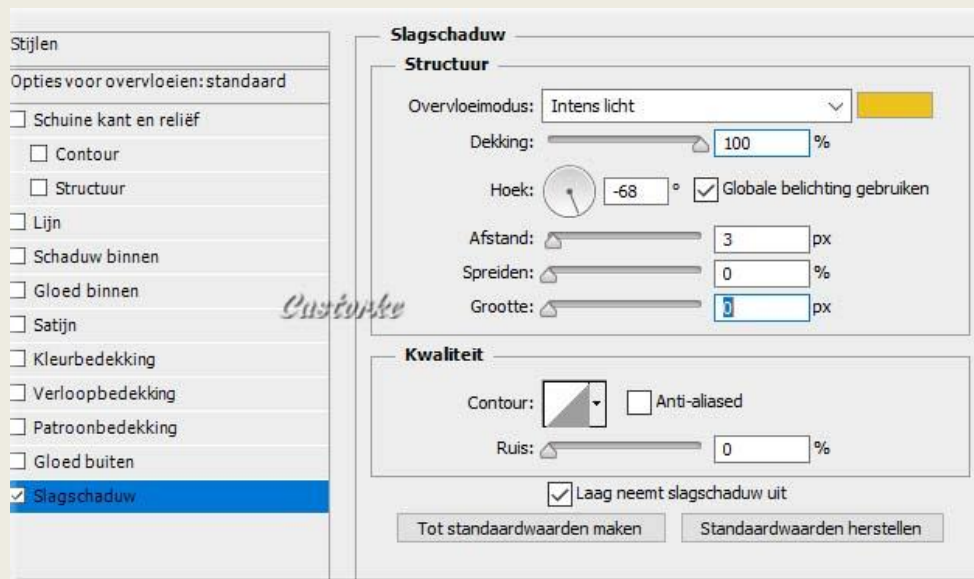 Stijlen
Opties voor overvloeien: standaard
Schuine kant en reliëf
Contour
Structuur
Lijn
Schaduw binnen
Gloed binnen
Satijn
Kleurbedekking
Verloopbedekking
Patroonbedekking
Gloed buiten
Slagschaduw
Castorke
Slagschaduw
Structuur
Overvloeimodus: Intens licht
Dekking: 100 %
Hoek: -68 ° Globale belichting gebruiken
Afstand: 3 px
Spreiden: 0 %
Grootte: 0 px
Kwaliteit
Contour: Anti-aliased
Ruis: 0 %
Laag neemt slagschaduw uit
Tot standaardwaarden maken Standaardwaarden herstellen